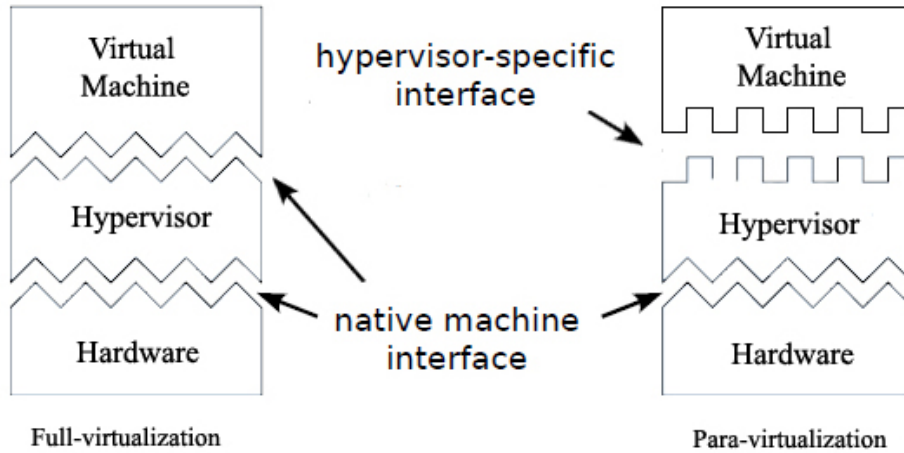 Virtual
Machine
Hypervisor
Hardware
Full-virtualization
hypervisor-specific
interface
native machine
interface
Virtual
Machine
Hypervisor
Hardware
Para-virtualization